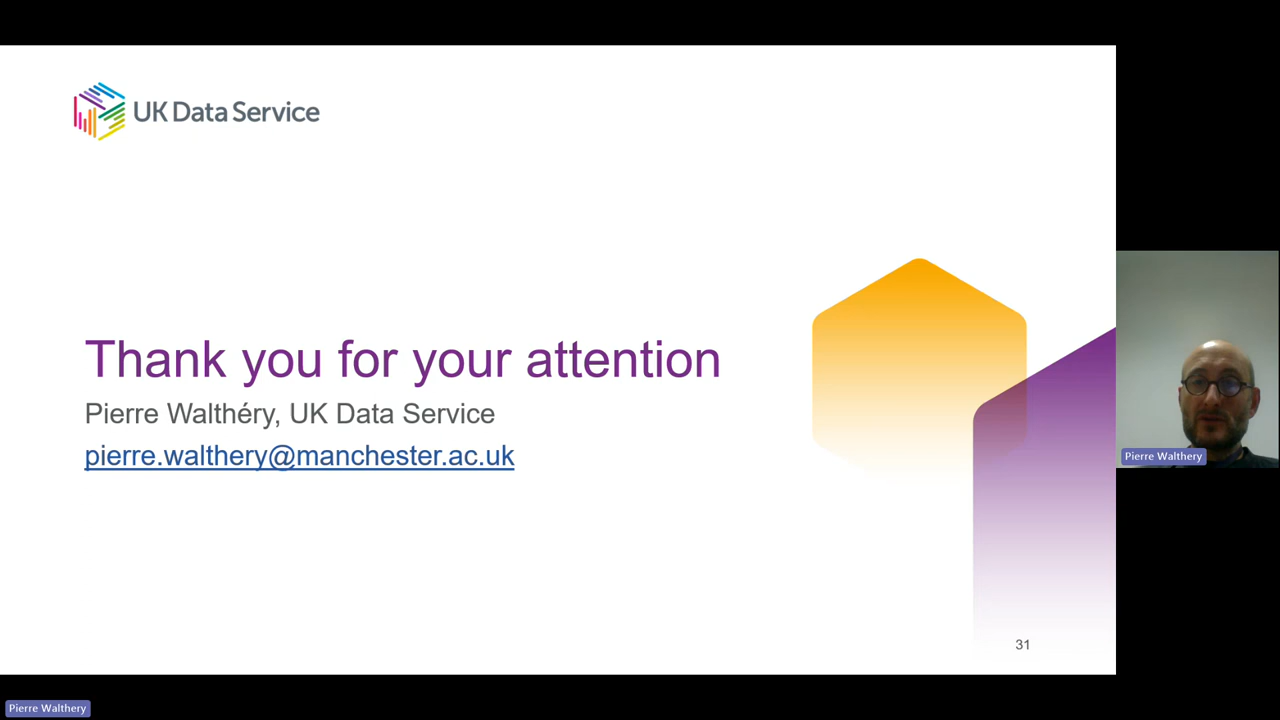 UK Data Service
Thank you for your attention
Pierre Walthéry, UK Data Service
pierre.walthery@manchester.ac.uk
31
Pierre Walthery
Pierre Walthery